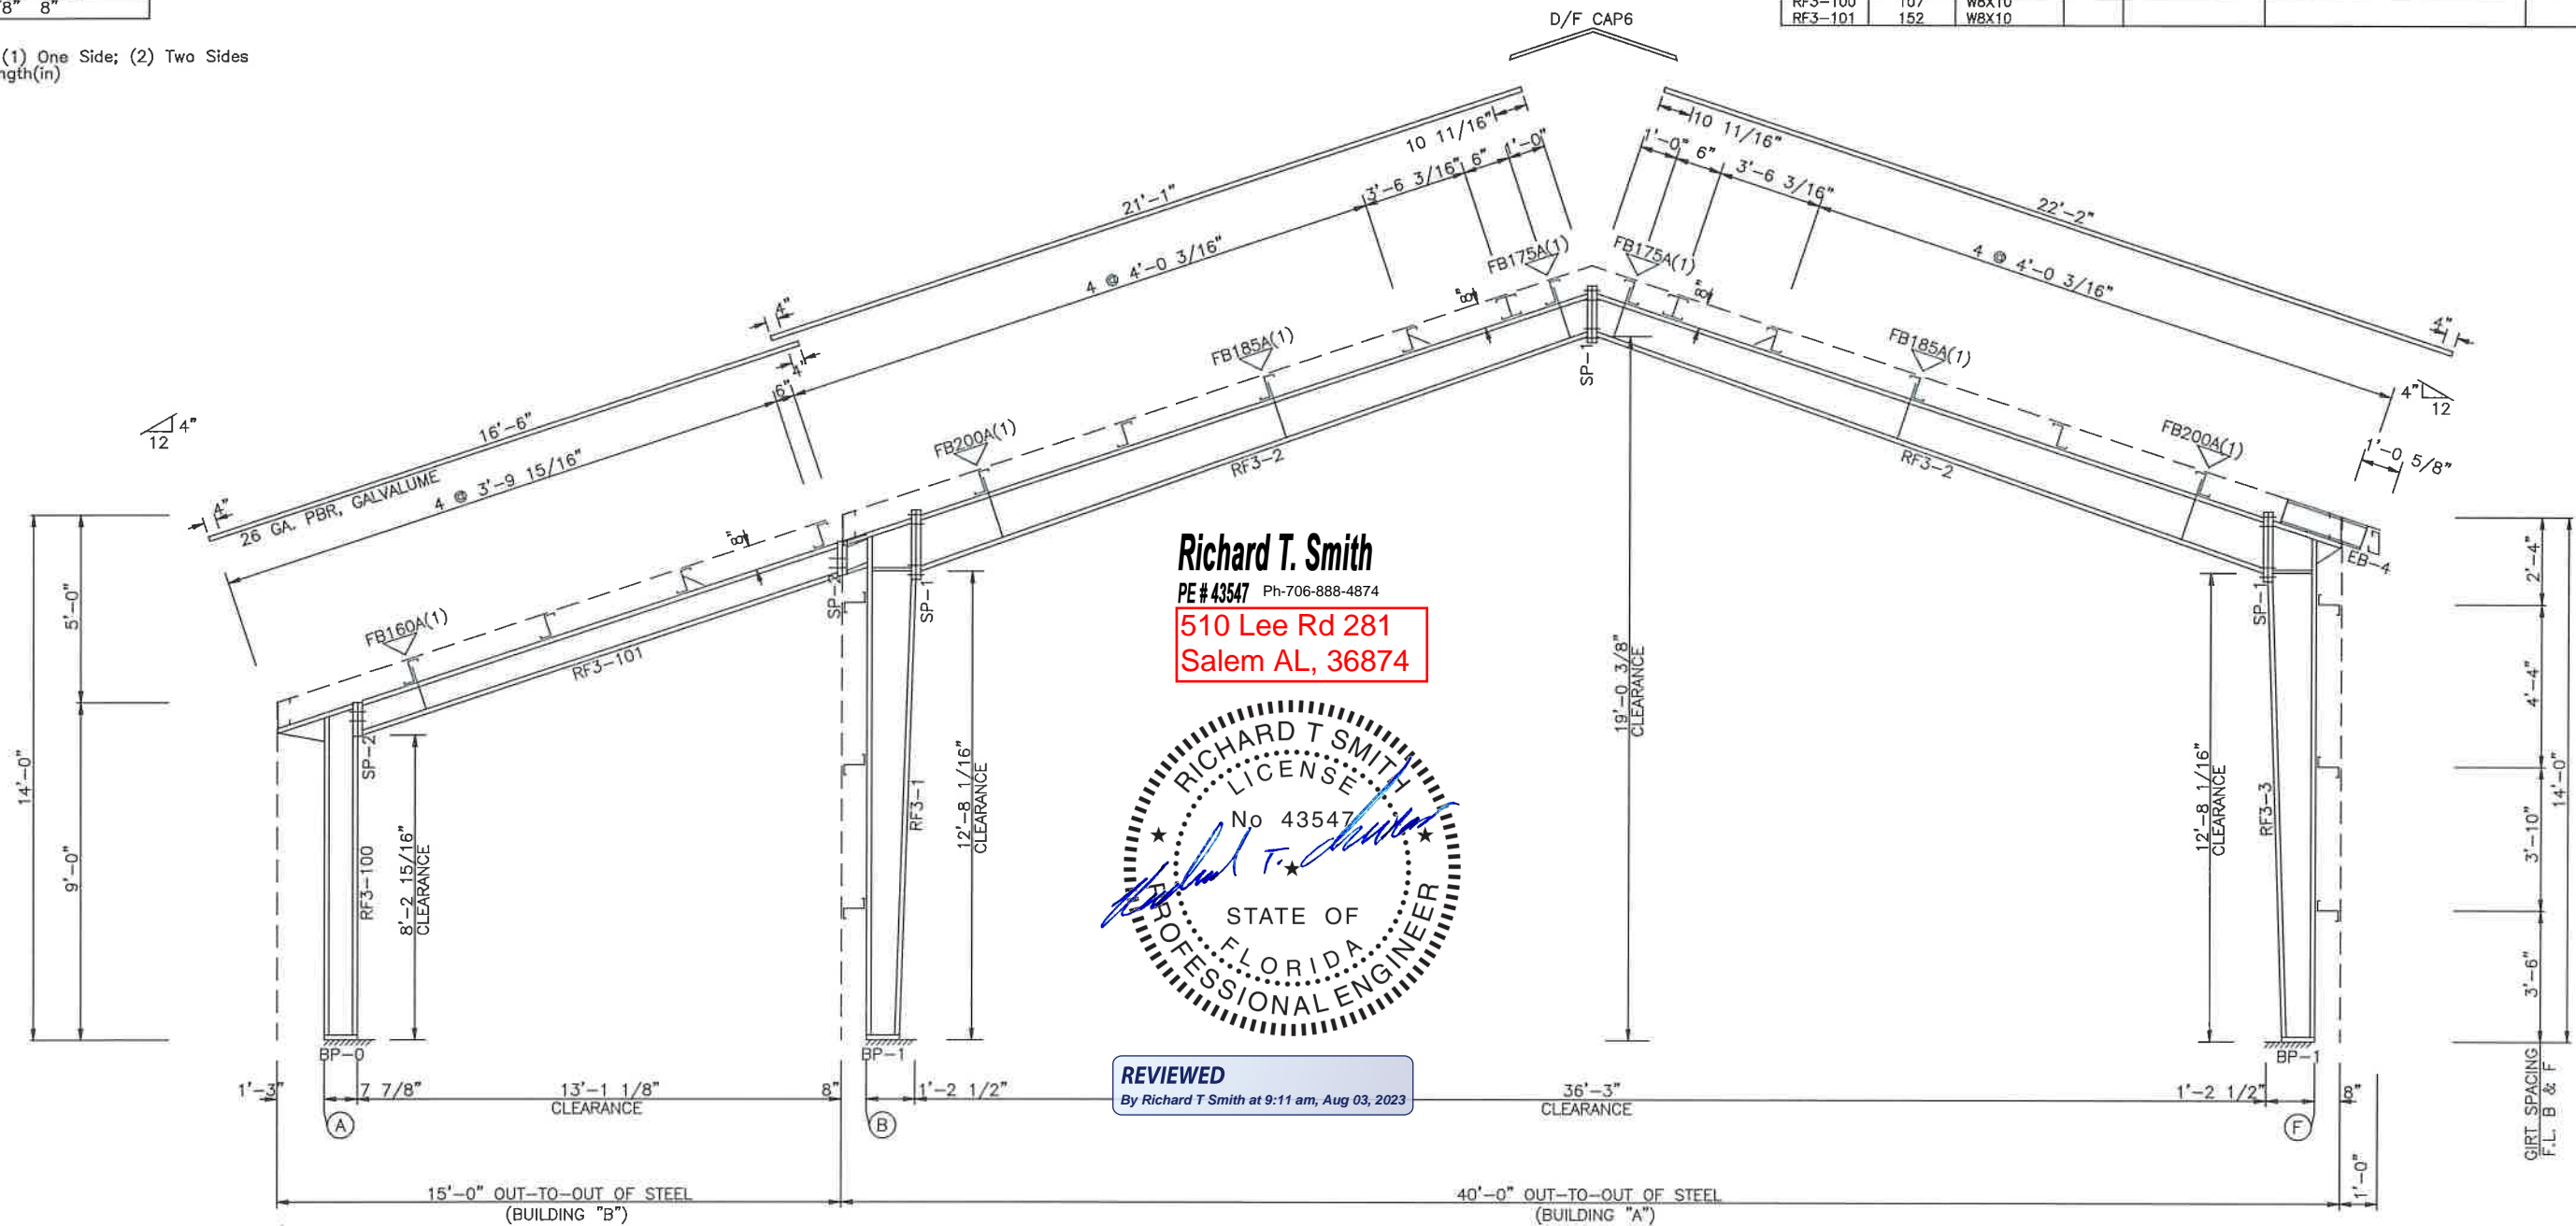 8"  8"
(1) One Side; (2) Two Sides
ngth(in)
RF3-100 107 W8X10
RF3-101 152 W8X10
D/F CAP6
10 11/16"
10 11/16"
21'-1"
22'-2"
3'-6 3/16" 6" 1'-0"
1'-0" 6" 3'-6 3/16"
4 @ 4'-0 3/16"
4 @ 4'-0 3/16"
FB175A(1)
FB175A(1)
8"
8"
4"
4"
FB185A(1)
FB185A(1)
SP-1
4"
12
4"
12
16'-6"
6" 4"
4"
26 GA. PBR, GALVALUME
4 @ 3'-9 15/16"
FB200A(1)
FB200A(1)
1'-0 5/8"
RF3-2
RF3-2
8"
EB-4
SP-2
SP-1
SP-1
FB160A(1)
RF3-101
Richard T. Smith
PE # 43547 Ph-706-888-4874
510 Lee Rd 281
Salem AL, 36874
19'-0 3/8"
CLEARANCE
5'-0"
14'-0"
9'-0"
SP-2
RF3-100
8'-2 15/16"
CLEARANCE
RF3-1
12'-8 1/16"
CLEARANCE
12'-8 1/16"
CLEARANCE
RF3-3
2'-4"
4'-4"
14'-0"
3'-10"
3'-6"
GIRT SPACING
F.L. B & F
RICHARD T SMITH
LICENSE
No 43547
STATE OF
FLORIDA
PROFESSIONAL ENGINEER
BP-0
BP-1
BP-1
REVIEWED
By Richard T Smith at 9:11 am, Aug 03, 2023
1'-3" 7 7/8" 13'-1 1/8" 8" 1'-2 1/2" 36'-3" 1'-2 1/2" 8"
CLEARANCE
CLEARANCE
A
B
F
15'-0" OUT-TO-OUT OF STEEL
(BUILDING "B")
40'-0" OUT-TO-OUT OF STEEL
(BUILDING "A")
1'-0"